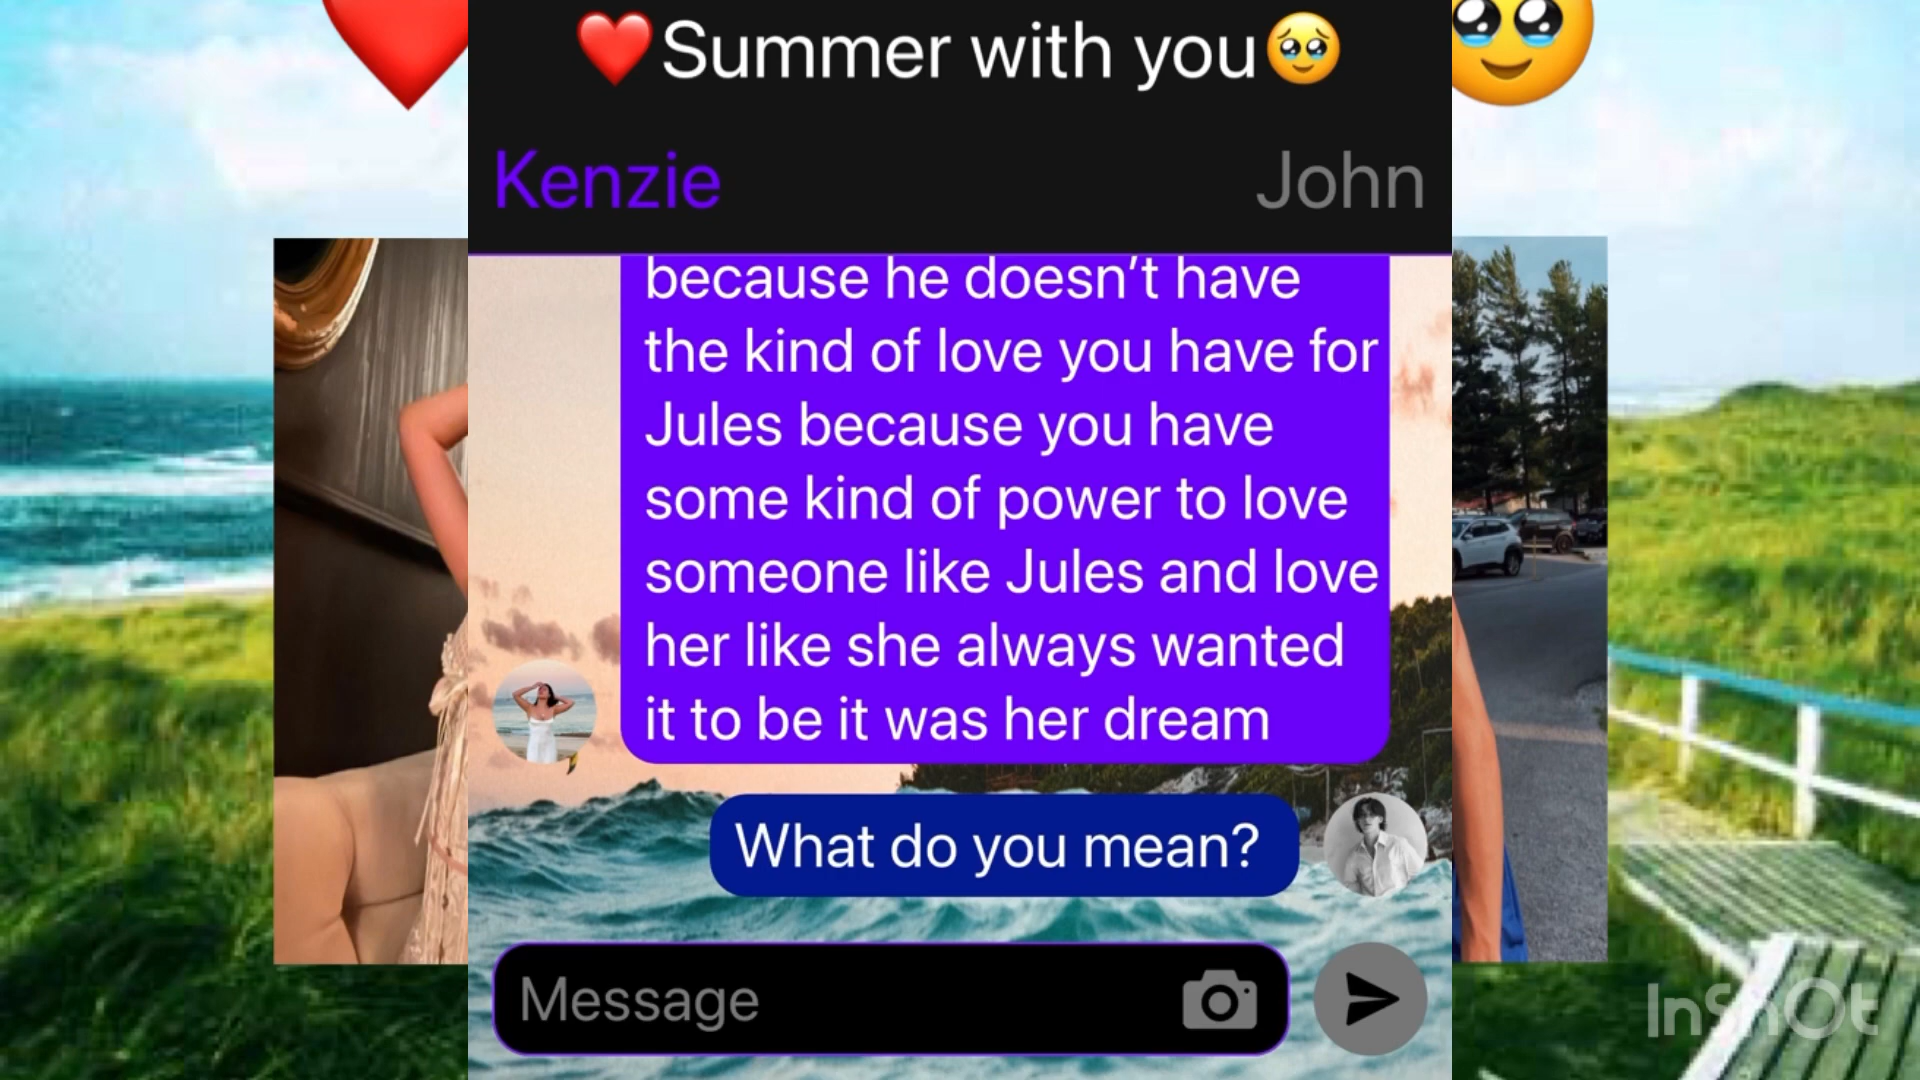 ❤️Summer with you🥹
Kenzie
John
because he doesn’t have
the kind of love you have for
Jules because you have
some kind of power to love
someone like Jules and love
her like she always wanted
it to be it was her dream
What do you mean?
Message
InShOt